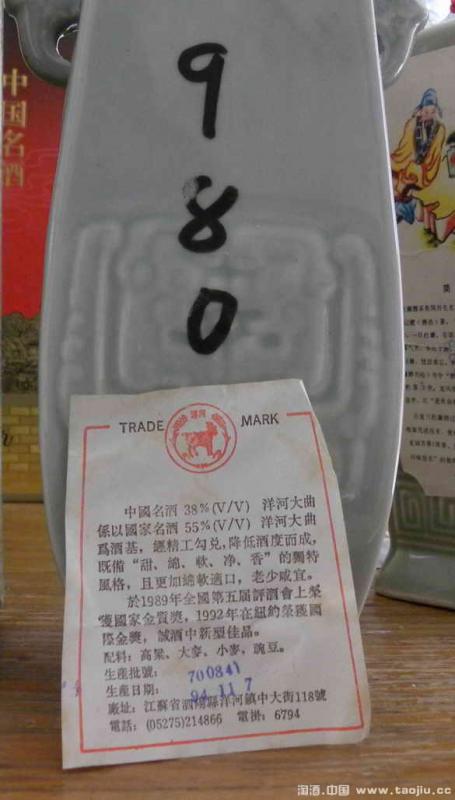 中国名酒
9
8
0
TRADE MARK
中國名酒 38%(V/V) 洋河大曲
係以國家名酒 55%(V/V) 洋河大曲
爲酒基，經精工勾兑，降低酒度而成，
既備“甜、綿、軟、净、香”的獨特
風格，且更加綿軟適口，老少咸宜。
於1989年全國第五届評酒會上榮
獲國家金質奬，1992年在紐約榮獲國
際金奬，誠酒中新型佳品。
配料：高粱、大麥、小麥、豌豆。
生產批號： 700841
生產日期： 94.11 7
廠址：江蘇省泗陽縣洋河鎮中大街118號
電話：(05275)214866 電掛：6794
淘酒.中国 www.taojiu.cc